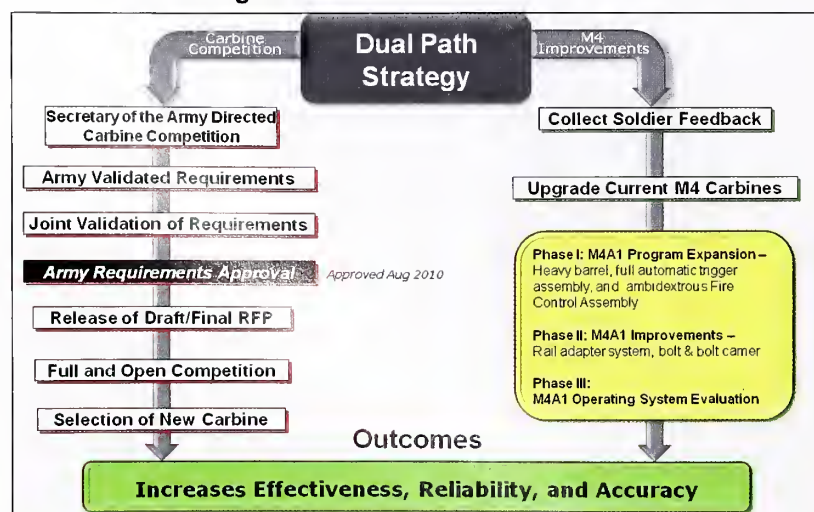 Dual Path
Strategy
Carbine
Competition
Secretary of the Army Directed
Carbine Competition
Army Validated Requirements
Joint Validation of Requirements
Army Requirements Approval
Approved Aug 2010
Release of Draft/Final RFP
Full and Open Competition
Selection of New Carbine
M4
Improvements
Collect Soldier Feedback
Upgrade Current M4 Carbines
Phase I: M4A1 Program Expansion –
Heavy barrel, full automatic trigger
assembly, and ambidextrous Fire
Control Assembly
Phase II: M4A1 Improvements –
Rail adapter system, bolt & bolt carrier
Phase III:
M4A1 Operating System Evaluation
Outcomes
Increases Effectiveness, Reliability, and Accuracy